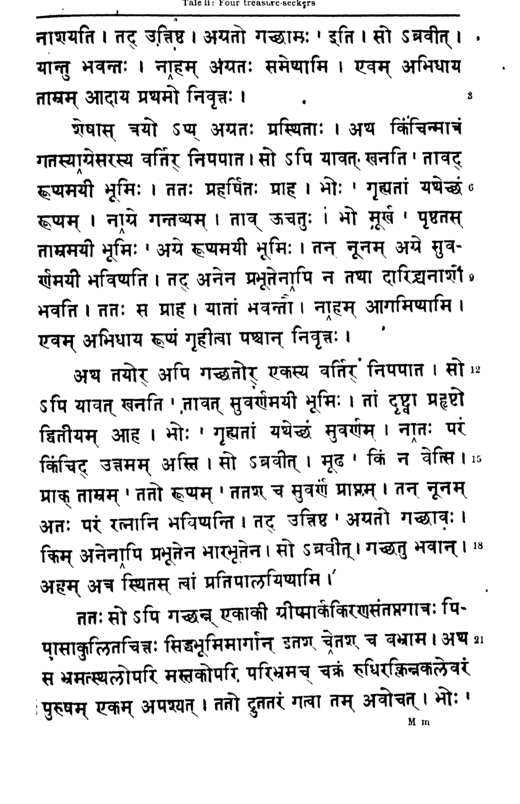 Tale ii: Four treasure-seekers
नाशयति । तद् उत्तिष्ठ । अग्रतो गच्छामः ' इति । सो ऽब्रवीत् ।
यान्तु भवन्तः । नाहम् अग्रतः समेष्यामि । एवम् अभिधाय
ताम्रम् आदाय प्रथमो निवृत्तः । 3
शेषास् त्रयो ऽप्य् अग्रतः प्रस्थिताः । अथ किंचिन्मात्रं
गतस्याग्रेसरस्य वर्तिर् निपपात । सो ऽपि यावत् खनति ' तावद्
रूप्यमयी भूमिः । ततः प्रहर्षितः प्राह । भोः ' गृह्यतां यथेच्छं 6
रूप्यम् । नाग्रे गन्तव्यम् । ताव् ऊचतुः । भो मूर्ख ' पृष्ठतस्
ताम्रमयी भूमिः ' अग्रे रूप्यमयी भूमिः । तन् नूनम् अग्रे सुव-
र्णमयी भविष्यति । तद् अनेन प्रभूतेनापि न तथा दारिद्र्यनाशो 9
भवति । ततः स प्राह । यातां भवन्तौ । नाहम् आगमिष्यामि ।
एवम् अभिधाय रूप्यं गृहीत्वा पश्चान् निवृत्तः ।
अथ तयोर् अपि गच्छतोर् एकस्य वर्तिर् निपपात । सो 12
ऽपि यावत् खनति ' तावत् सुवर्णमयी भूमिः । तां दृष्ट्वा प्रहृष्टो
द्वितीयम् आह । भोः ' गृह्यतां यथेच्छं सुवर्णम् । नातः परं
किंचिद् उत्तमम् अस्ति । सो ऽब्रवीत् । मूढ ' किं न वेत्सि । 15
प्राक् ताम्रम् ' ततो रूप्यम् ' ततश् च सुवर्णं प्राप्तम् । तन् नूनम्
अतः परं रत्नानि भविष्यन्ति । तद् उत्तिष्ठ ' अग्रतो गच्छावः ।
किम् अनेनापि प्रभूतेन भारभूतेन । सो ऽब्रवीत् । गच्छतु भवान् । 18
अहम् अत्र स्थितस् त्वां प्रतिपालयिष्यामि ।
ततः सो ऽपि गच्छन्न् एकाकी ग्रीष्मार्ककिरणसंतप्तगात्रः पि-
पासाकुलितचित्तः सिद्धभूमिमार्गान् इतश् चेतश् च बभ्राम । अथ 21
स भ्रमत्स्थलोपरि मस्तकोपरि परिभ्रमच् चक्रं रुधिरक्लिन्नकलेवरं
पुरुषम् एकम् अपश्यत् । ततो द्रुततरं गत्वा तम् अवोचत् । भोः '
M m